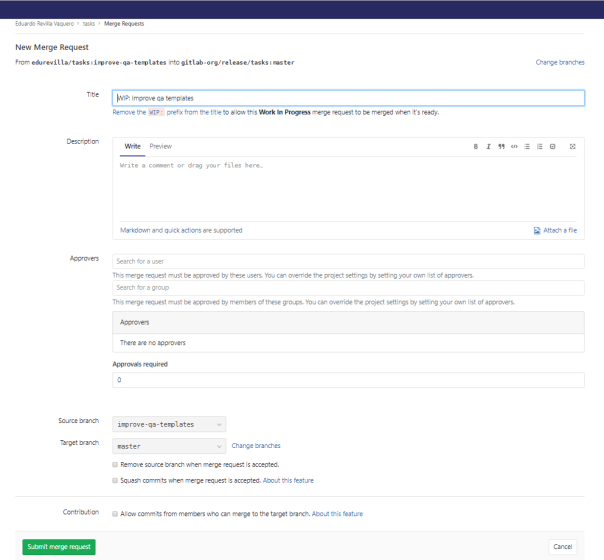 Eduardo Revilla Vaquero > tasks > Merge Requests
New Merge Request
From edurevilla/tasks:improve-qa-templates into gitlab-org/release/tasks:master Change branches
Title WIP: Improve qa templates
Remove the WIP: prefix from the title to allow this Work In Progress merge request to be merged when it's ready.
Description Write Preview
Write a comment or drag your files here…
Markdown and quick actions are supported Attach a file
Approvers Search for a user
This merge request must be approved by these users. You can override the project settings by setting your own list of approvers.
Search for a group
This merge request must be approved by members of these groups. You can override the project settings by setting your own list of approvers.
Approvers
There are no approvers
Approvals required
0
Source branch improve-qa-templates
Target branch master Change branches
Remove source branch when merge request is accepted.
Squash commits when merge request is accepted. About this feature
Contribution Allow commits from members who can merge to the target branch. About this feature
Submit merge request Cancel